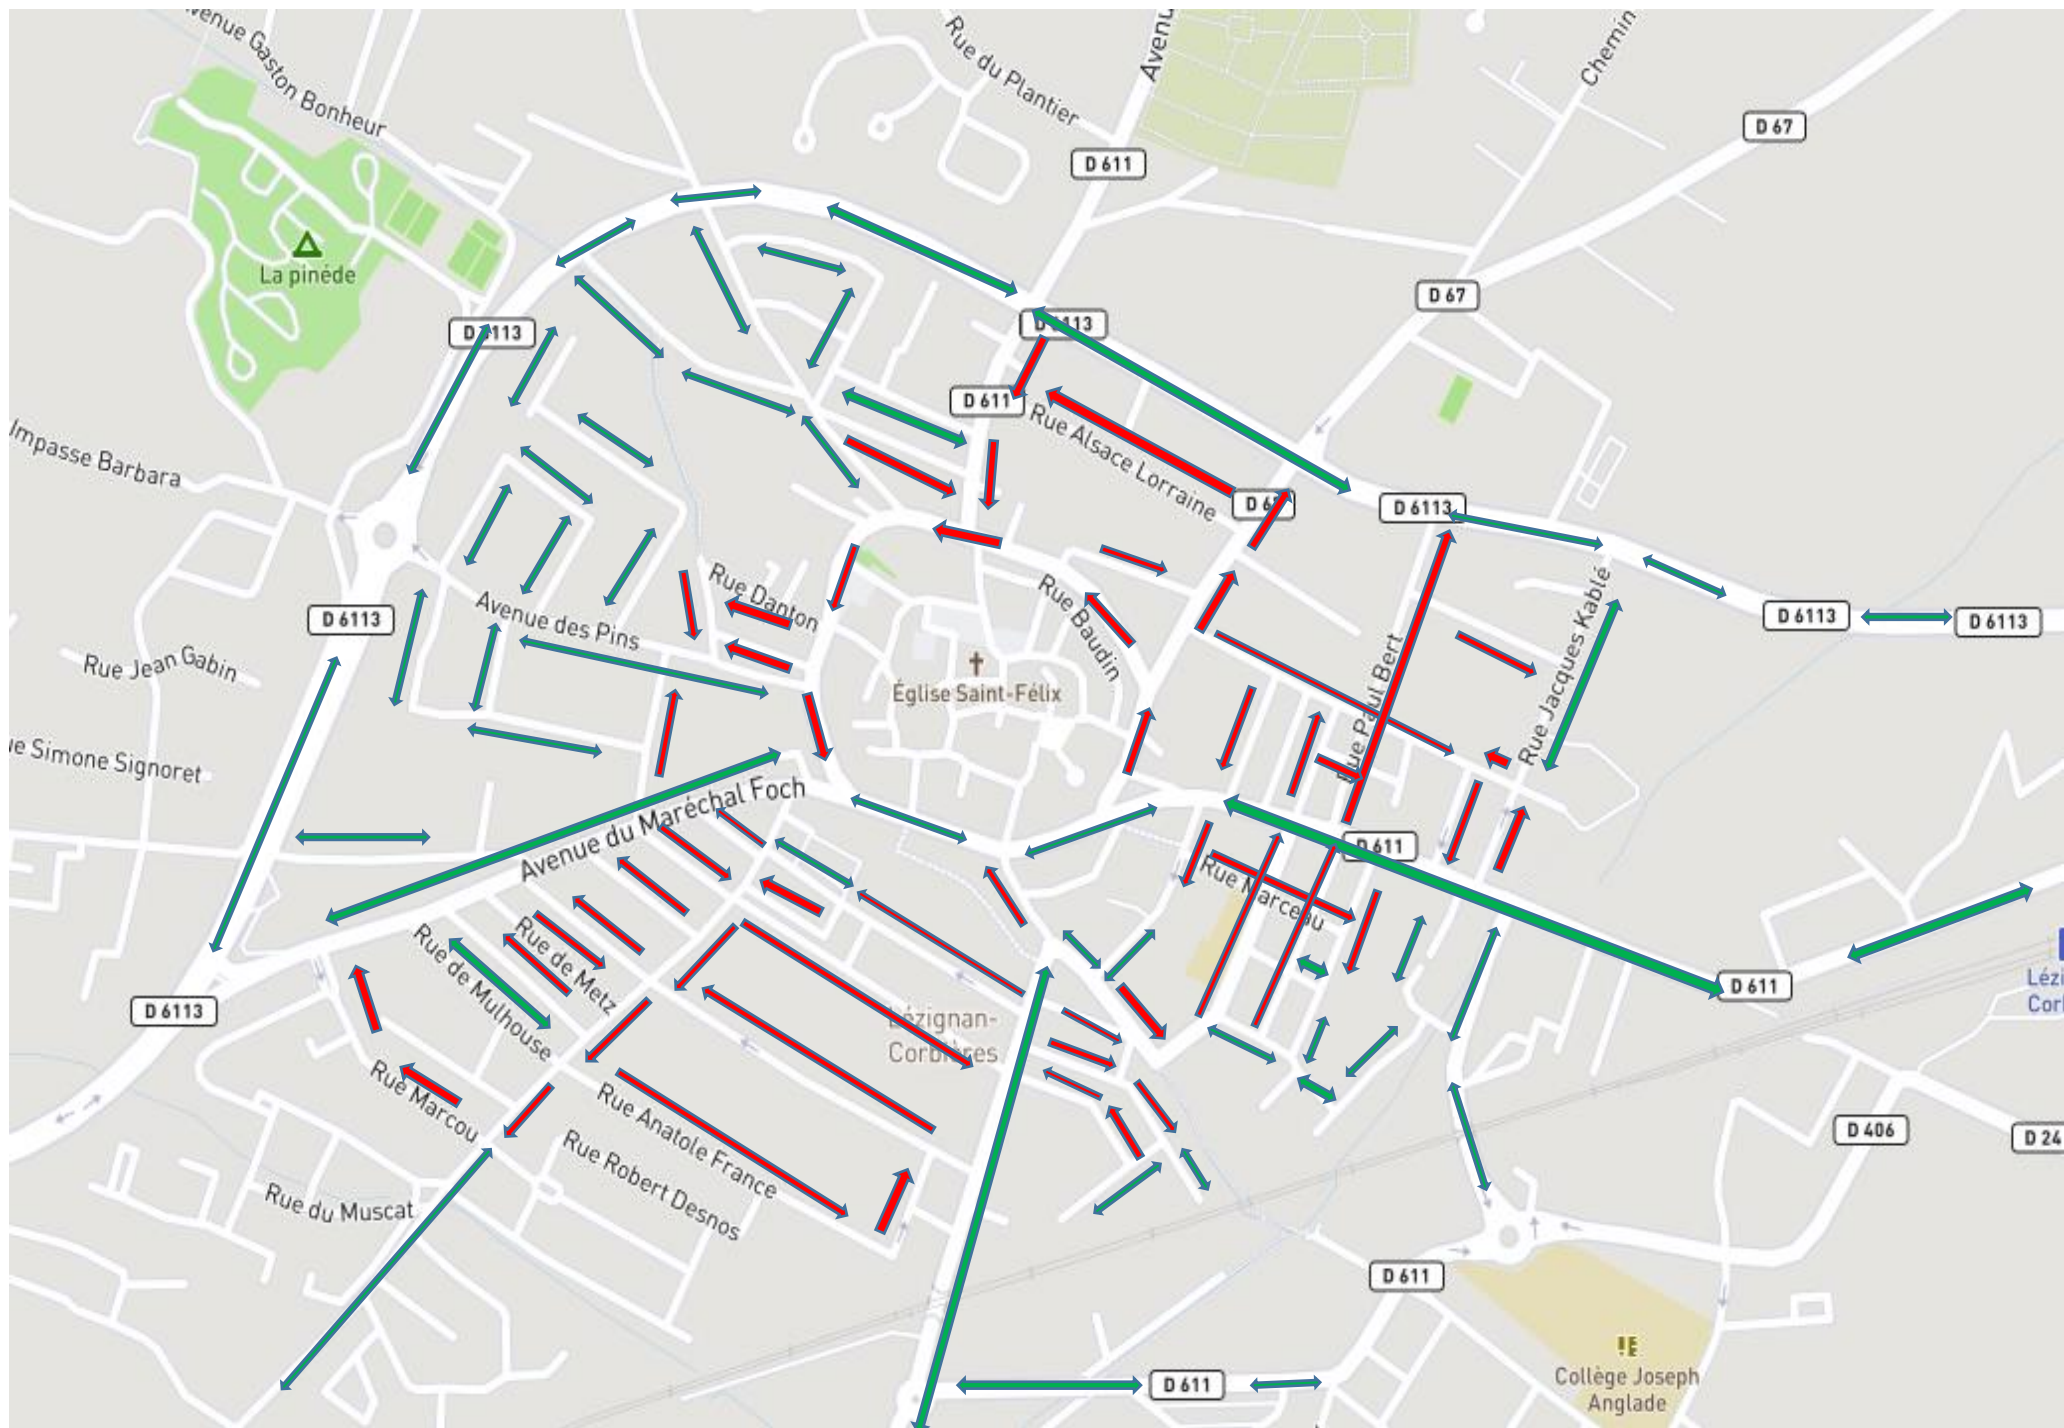 venue Gaston Bonheur
Rue du Plantier
Avenu
Chemin
D 67
D 611
La pinède
D 67
D 6113
D 611
Rue Alsace Lorraine
D 6113
Impasse Barbara
Rue Danton
Rue Baudin
Avenue des Pins
D 6113
D 6113
D 6113
Rue Jean Gabin
Église Saint-Félix
Rue Paul Bert
Rue Jacques Kablé
ue Simone Signoret
Avenue du Maréchal Foch
D 611
Rue Marceau
Rue de Metz
Rue de Mulhouse
D 6113
D 611
Lézi
Corl
Lézignan-
Corbières
Rue Marcou
Rue Anatole France
Rue Robert Desnos
Rue du Muscat
D 406
D 24
D 611
D 611
Collège Joseph
Anglade